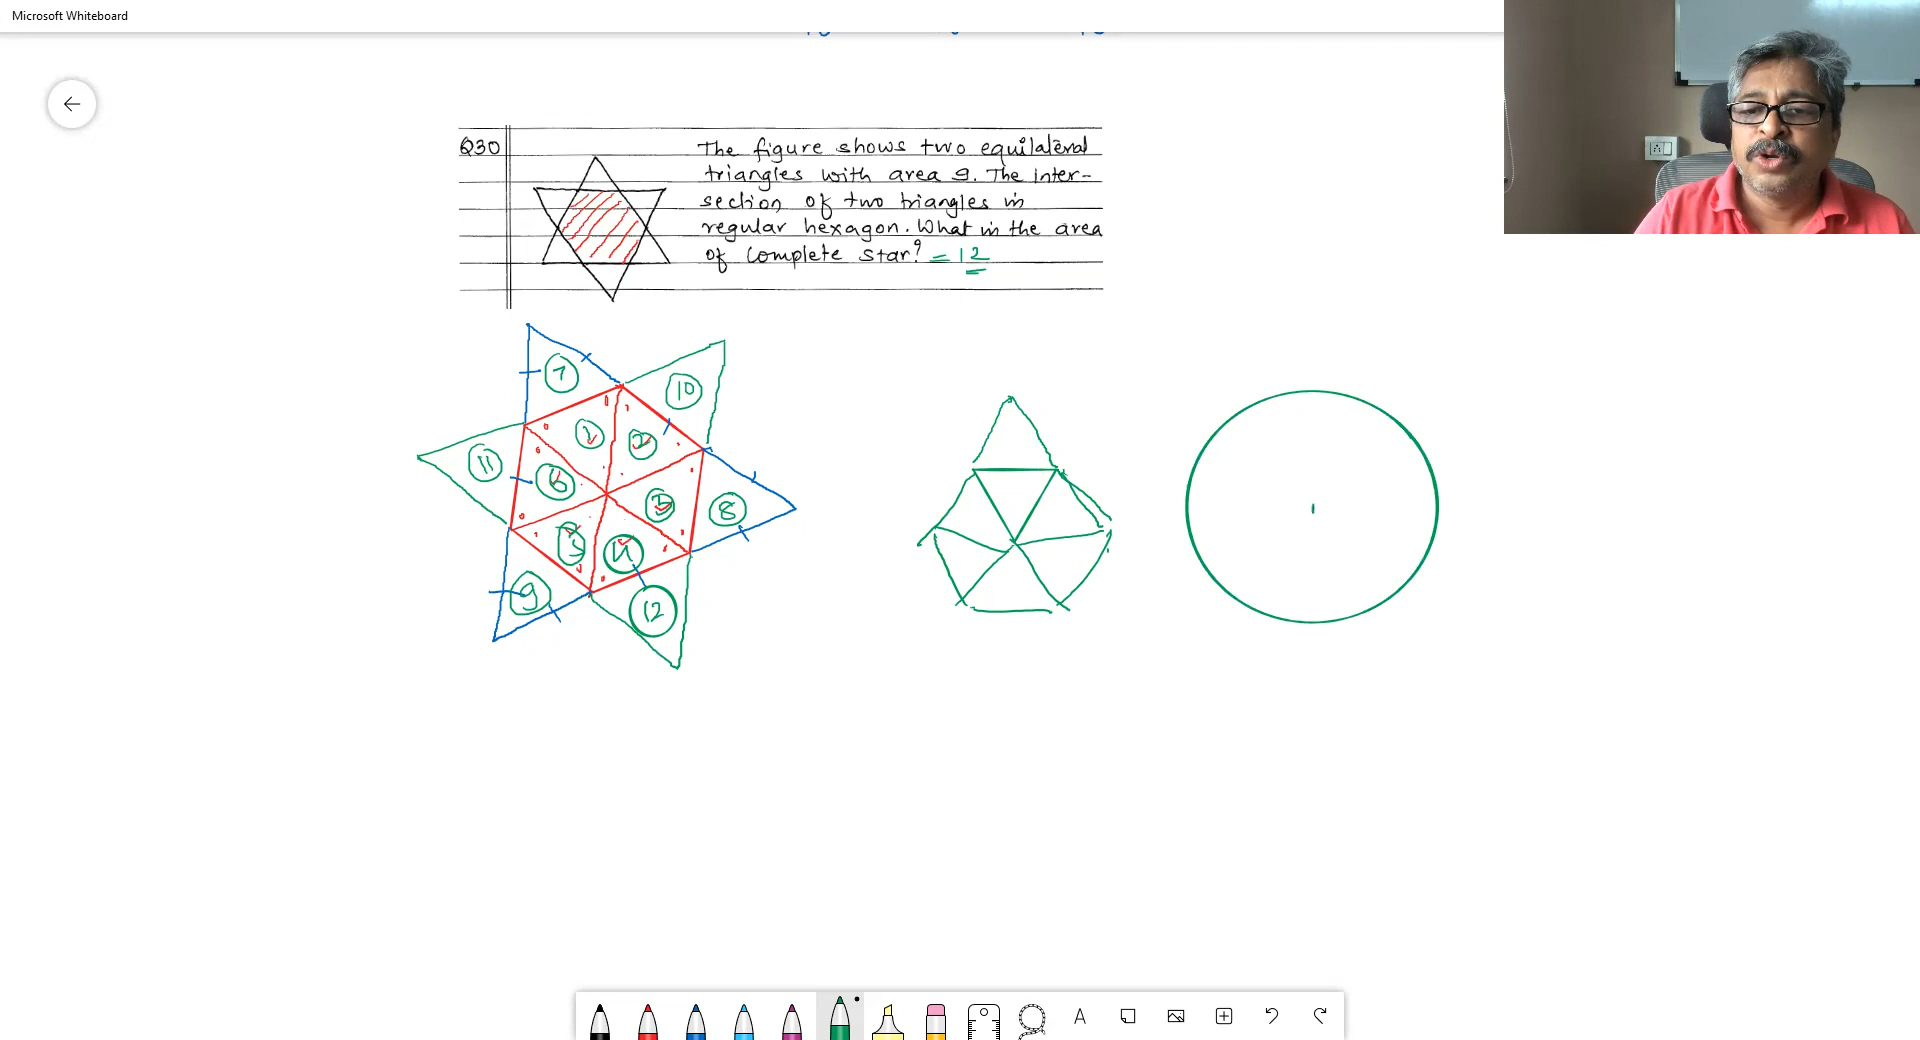 Microsoft Whiteboard
Q30
The figure shows two equilateral
triangles with area 9. The inter-
section of two triangles is
regular hexagon. What is the area
of complete star? = 12
7
10
1
2
11
6
3
8
5
4
9
12
A